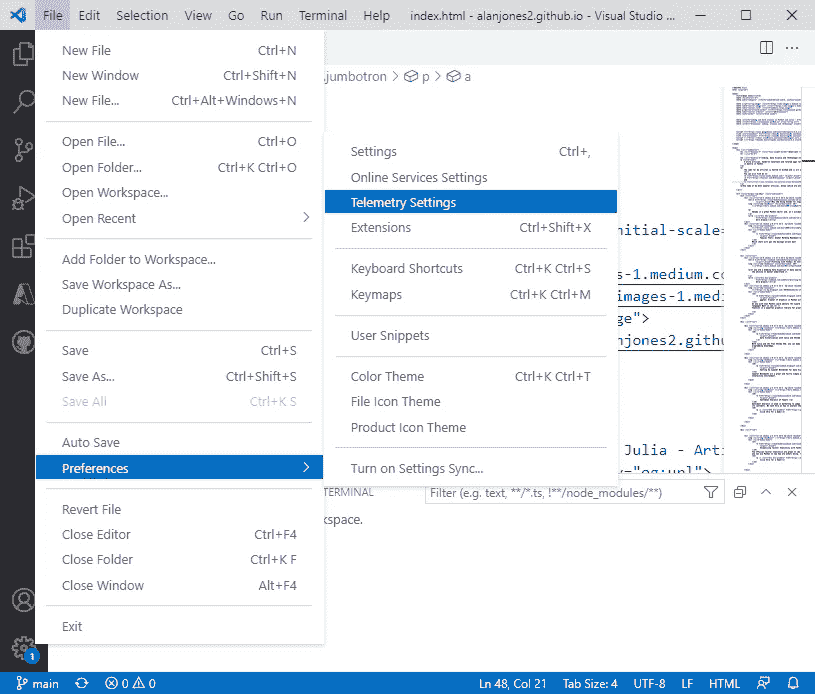 File Edit Selection View Go Run Terminal Help index.html - alanjones2.github.io - Visual Studio ...
New File Ctrl+N
New Window Ctrl+Shift+N
New File... Ctrl+Alt+Windows+N
Open File... Ctrl+O
Open Folder... Ctrl+K Ctrl+O
Open Workspace...
Open Recent
Add Folder to Workspace...
Save Workspace As...
Duplicate Workspace
Save Ctrl+S
Save As... Ctrl+Shift+S
Save All Ctrl+K S
Auto Save
Preferences
Revert File
Close Editor Ctrl+F4
Close Folder Ctrl+K F
Close Window Alt+F4
Exit
.jumbotron > p > a
Settings Ctrl+,
Online Services Settings
Telemetry Settings
Extensions Ctrl+Shift+X
Keyboard Shortcuts Ctrl+K Ctrl+S
Keymaps Ctrl+K Ctrl+M
User Snippets
Color Theme Ctrl+K Ctrl+T
File Icon Theme
Product Icon Theme
Turn on Settings Sync...
nitial-scale=
s-1.medium.co
images-1.medi
ge">
njones2.githu
Julia - Arti
="og:url">
TERMINAL Filter (e.g. text, **/*.ts, !**/node_modules/**)
kspace.
1
main 0 0 Ln 48, Col 21 Tab Size: 4 UTF-8 LF HTML